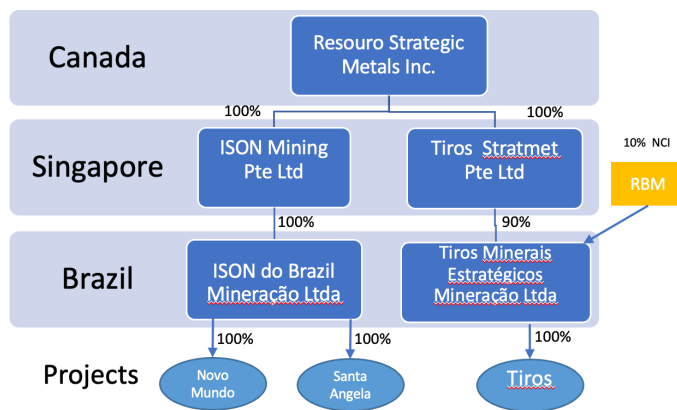 Canada
Resouro Strategic
Metals Inc.
100%
100%
Singapore
ISON Mining
Pte Ltd
Tiros Stratmet
Pte Ltd
10% NCI
RBM
100%
90%
Brazil
ISON do Brazil
Mineração Ltda
Tiros Minerais
Estratégicos
Mineração Ltda
100%
100%
100%
Projects
Novo
Mundo
Santa
Angela
Tiros